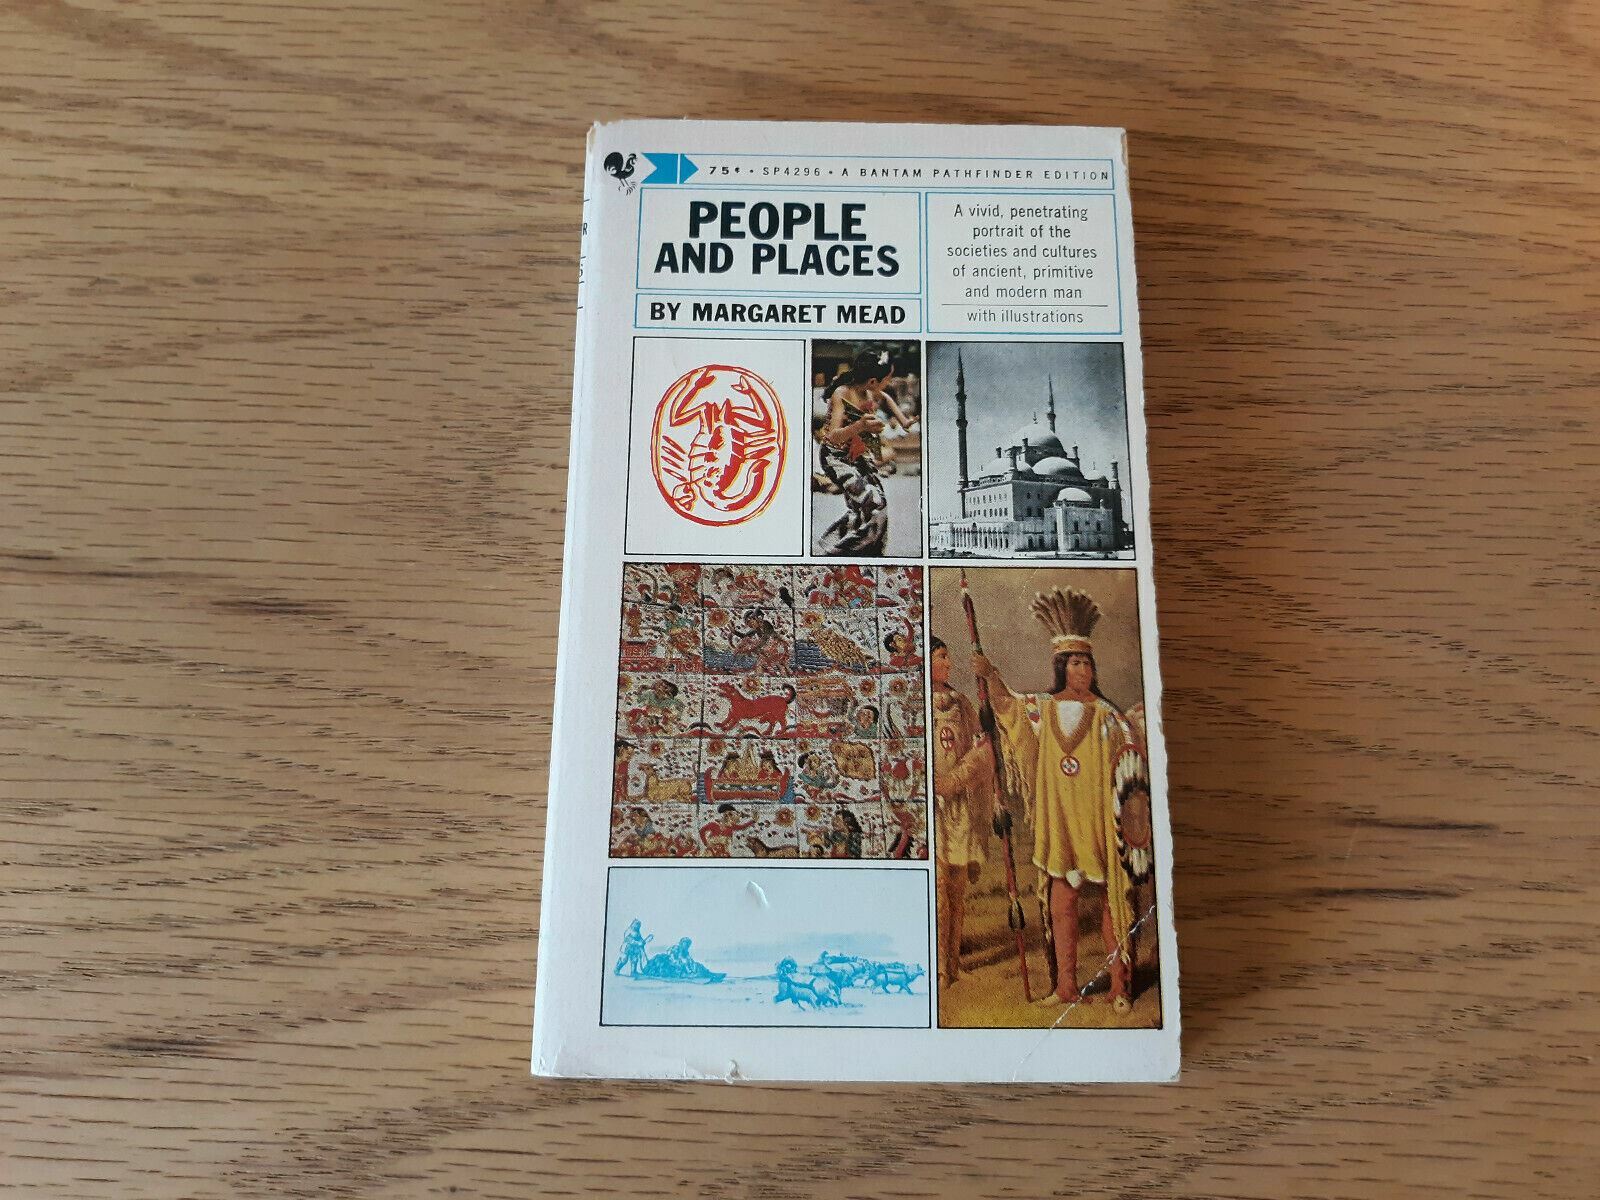 75¢ • SP4296 • A BANTAM PATHFINDER EDITION
PEOPLE
AND PLACES
BY MARGARET MEAD
A vivid, penetrating
portrait of the
societies and cultures
of ancient, primitive
and modern man
with illustrations